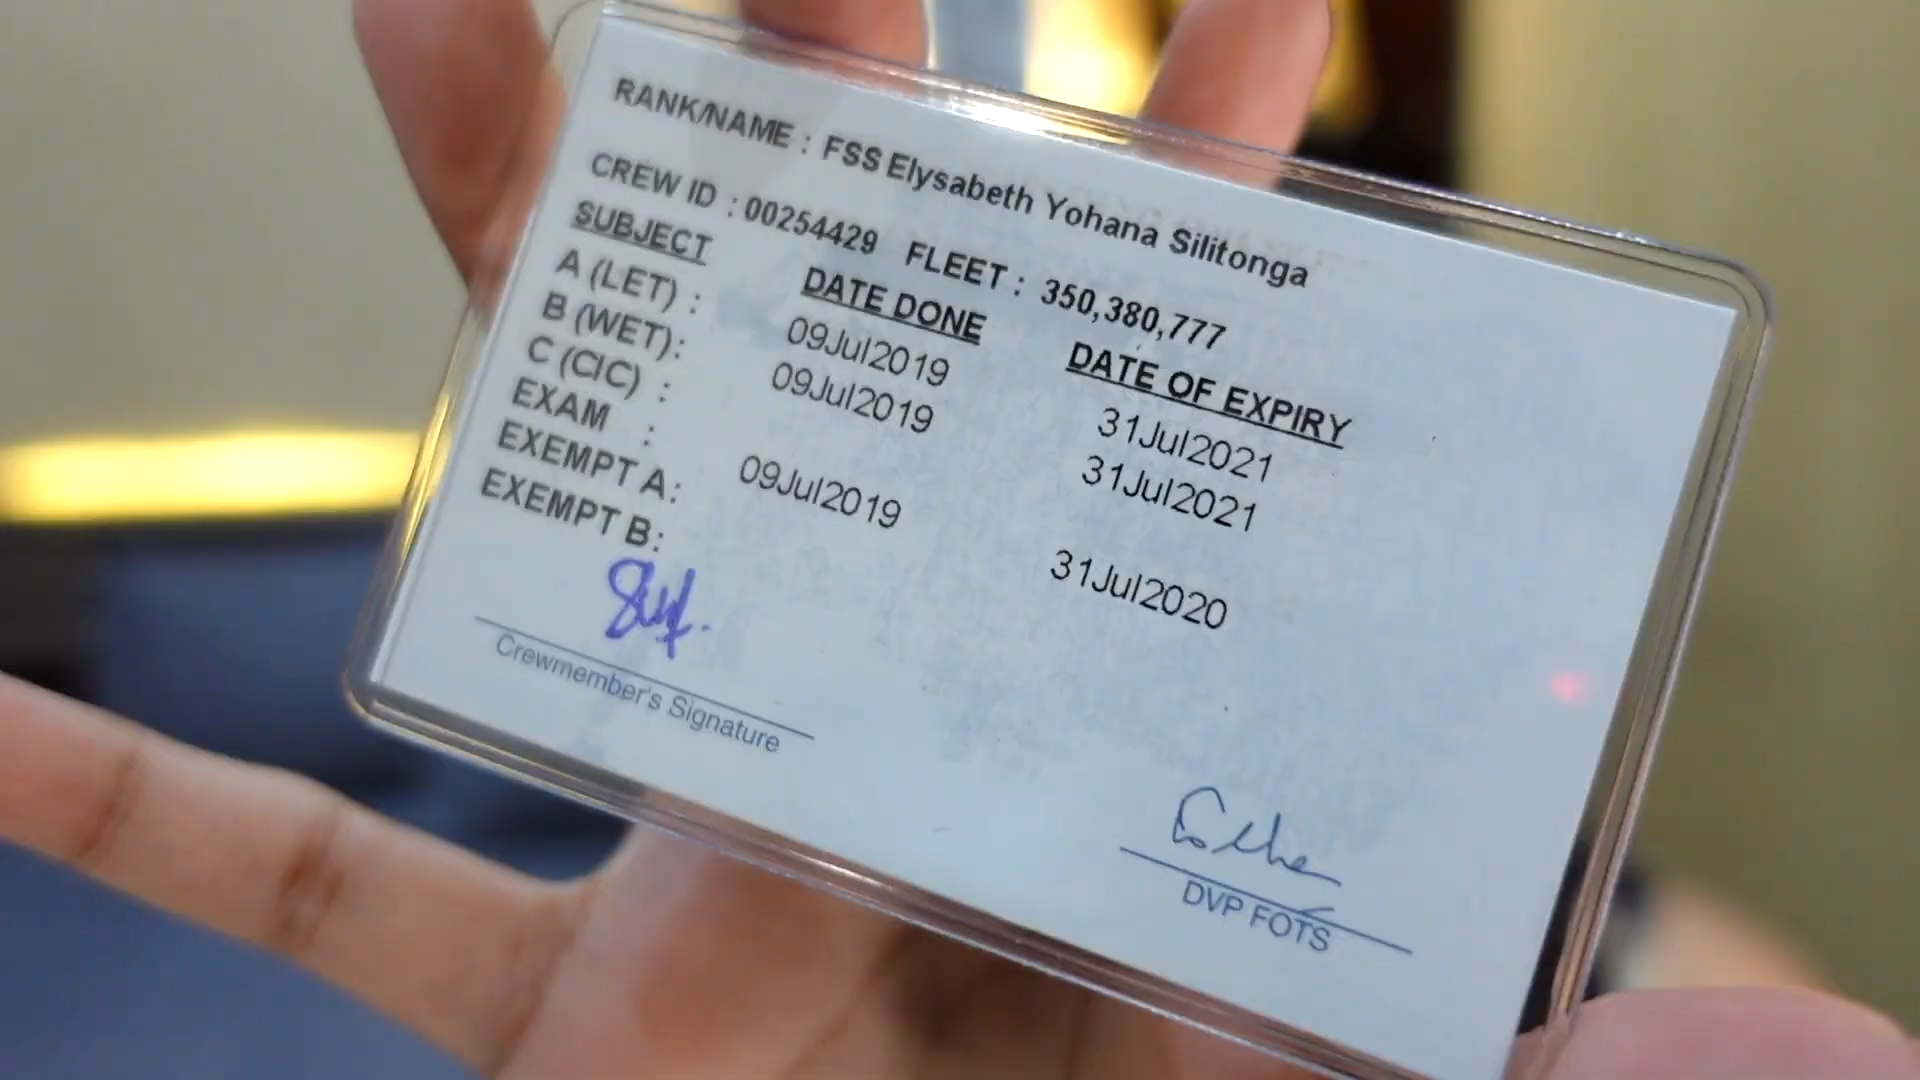 RANK/NAME : FSS Elysabeth Yohana Silitonga
CREW ID : 00254429 FLEET : 350,380,777
SUBJECT DATE DONE DATE OF EXPIRY
A (LET) : 09Jul2019 31Jul2021
B (WET): 09Jul2019 31Jul2021
C (CIC) :
EXAM : 09Jul2019 31Jul2020
EXEMPT A:
EXEMPT B:
Crewmember's Signature
DVP FOTS